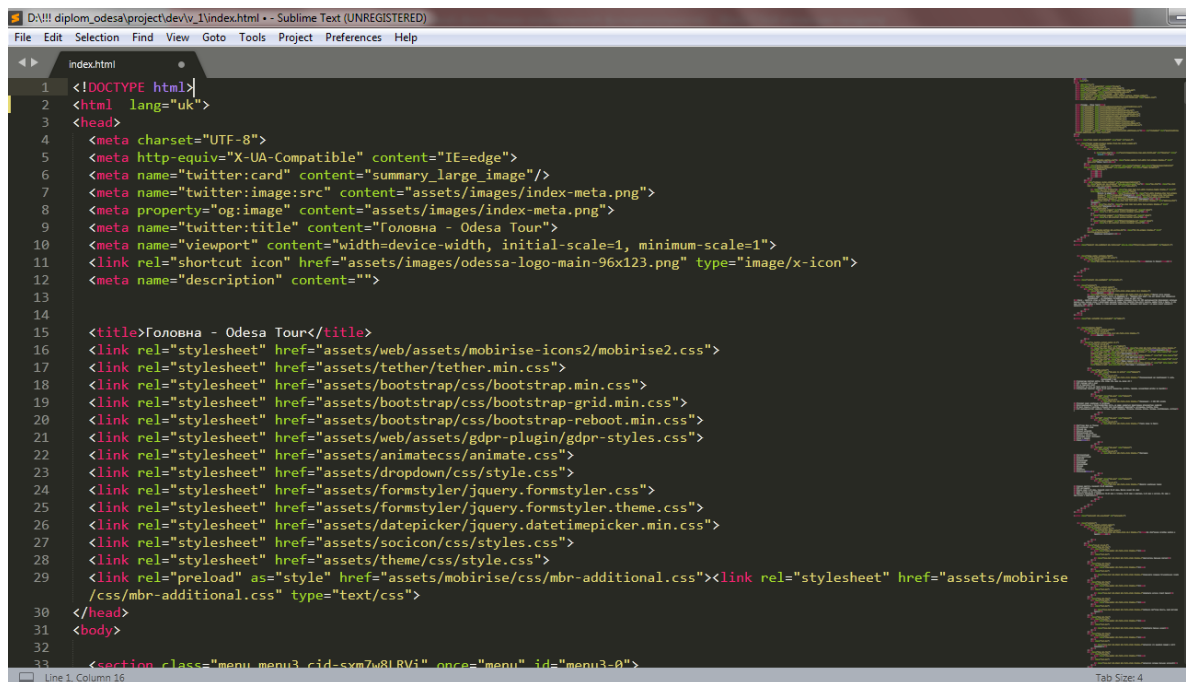 D:\!!! diplom_odesa\project\dev\v_1\index.html • - Sublime Text (UNREGISTERED)
File Edit Selection Find View Goto Tools Project Preferences Help
index.html
1 <!DOCTYPE html>
2 <html  lang="uk">
3 <head>
4   <meta charset="UTF-8">
5   <meta http-equiv="X-UA-Compatible" content="IE=edge">
6   <meta name="twitter:card" content="summary_large_image"/>
7   <meta name="twitter:image:src" content="assets/images/index-meta.png">
8   <meta property="og:image" content="assets/images/index-meta.png">
9   <meta name="twitter:title" content="Головна - Odesa Tour">
10   <meta name="viewport" content="width=device-width, initial-scale=1, minimum-scale=1">
11   <link rel="shortcut icon" href="assets/images/odessa-logo-main-96x123.png" type="image/x-icon">
12   <meta name="description" content="">
13
14
15   <title>Головна - Odesa Tour</title>
16   <link rel="stylesheet" href="assets/web/assets/mobirise-icons2/mobirise2.css">
17   <link rel="stylesheet" href="assets/tether/tether.min.css">
18   <link rel="stylesheet" href="assets/bootstrap/css/bootstrap.min.css">
19   <link rel="stylesheet" href="assets/bootstrap/css/bootstrap-grid.min.css">
20   <link rel="stylesheet" href="assets/bootstrap/css/bootstrap-reboot.min.css">
21   <link rel="stylesheet" href="assets/web/assets/gdpr-plugin/gdpr-styles.css">
22   <link rel="stylesheet" href="assets/animatecss/animate.css">
23   <link rel="stylesheet" href="assets/dropdown/css/style.css">
24   <link rel="stylesheet" href="assets/formstyler/jquery.formstyler.css">
25   <link rel="stylesheet" href="assets/formstyler/jquery.formstyler.theme.css">
26   <link rel="stylesheet" href="assets/datepicker/jquery.datetimepicker.min.css">
27   <link rel="stylesheet" href="assets/socicon/css/styles.css">
28   <link rel="stylesheet" href="assets/theme/css/style.css">
29   <link rel="preload" as="style" href="assets/mobirise/css/mbr-additional.css"><link rel="stylesheet" href="assets/mobirise
/css/mbr-additional.css" type="text/css">
30 </head>
31 <body>
32
33   <section class="menu menu3 cid-sxm7w8LRVi" once="menu" id="menu3-0">
Line 1, Column 16
Tab Size: 4